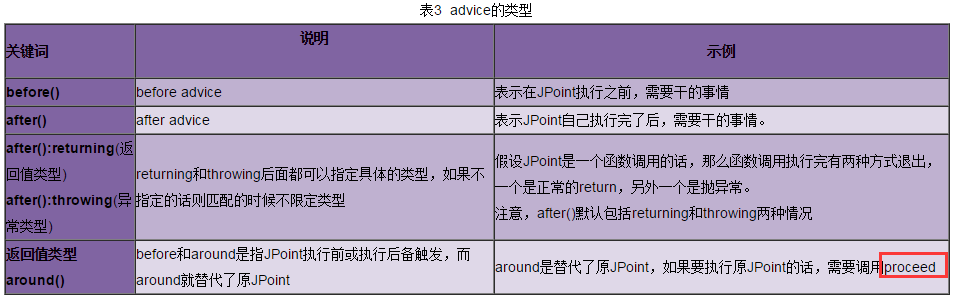 表3 advice的类型
关键词
说明
示例
before()
before advice
表示在JPoint执行之前，需要干的事情
after()
after advice
表示JPoint自己执行完了后，需要干的事情。
after():returning(返
回值类型)
after():throwing(异
常类型)
returning和throwing后面都可以指定具体的类型，如果不
指定的话则匹配的时候不限定类型
假设JPoint是一个函数调用的话，那么函数调用执行完有两种方式退出，
一个是正常的return，另外一个是抛异常。
注意，after()默认包括returning和throwing两种情况
返回值类型
around()
before和around是指JPoint执行前或执行后备触发，而
around就替代了原JPoint
around是替代了原JPoint，如果要执行原JPoint的话，需要调用proceed